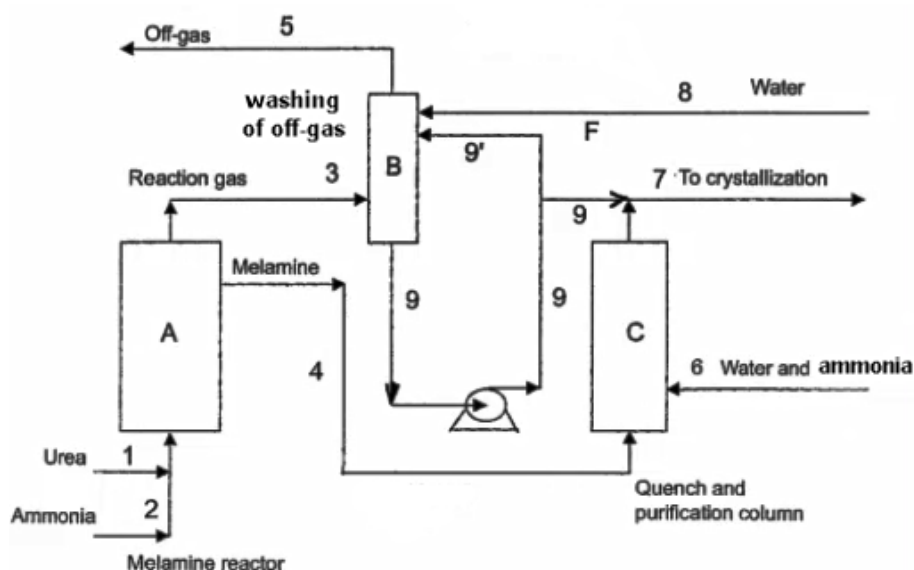 Off-gas
5
washing
of off-gas
8
Water
F
9'
B
Reaction gas
3
7
To crystallization
9
Melamine
9
9
A
C
4
6
Water and ammonia
Urea
1
Ammonia
2
Quench and
purification column
Melamine reactor